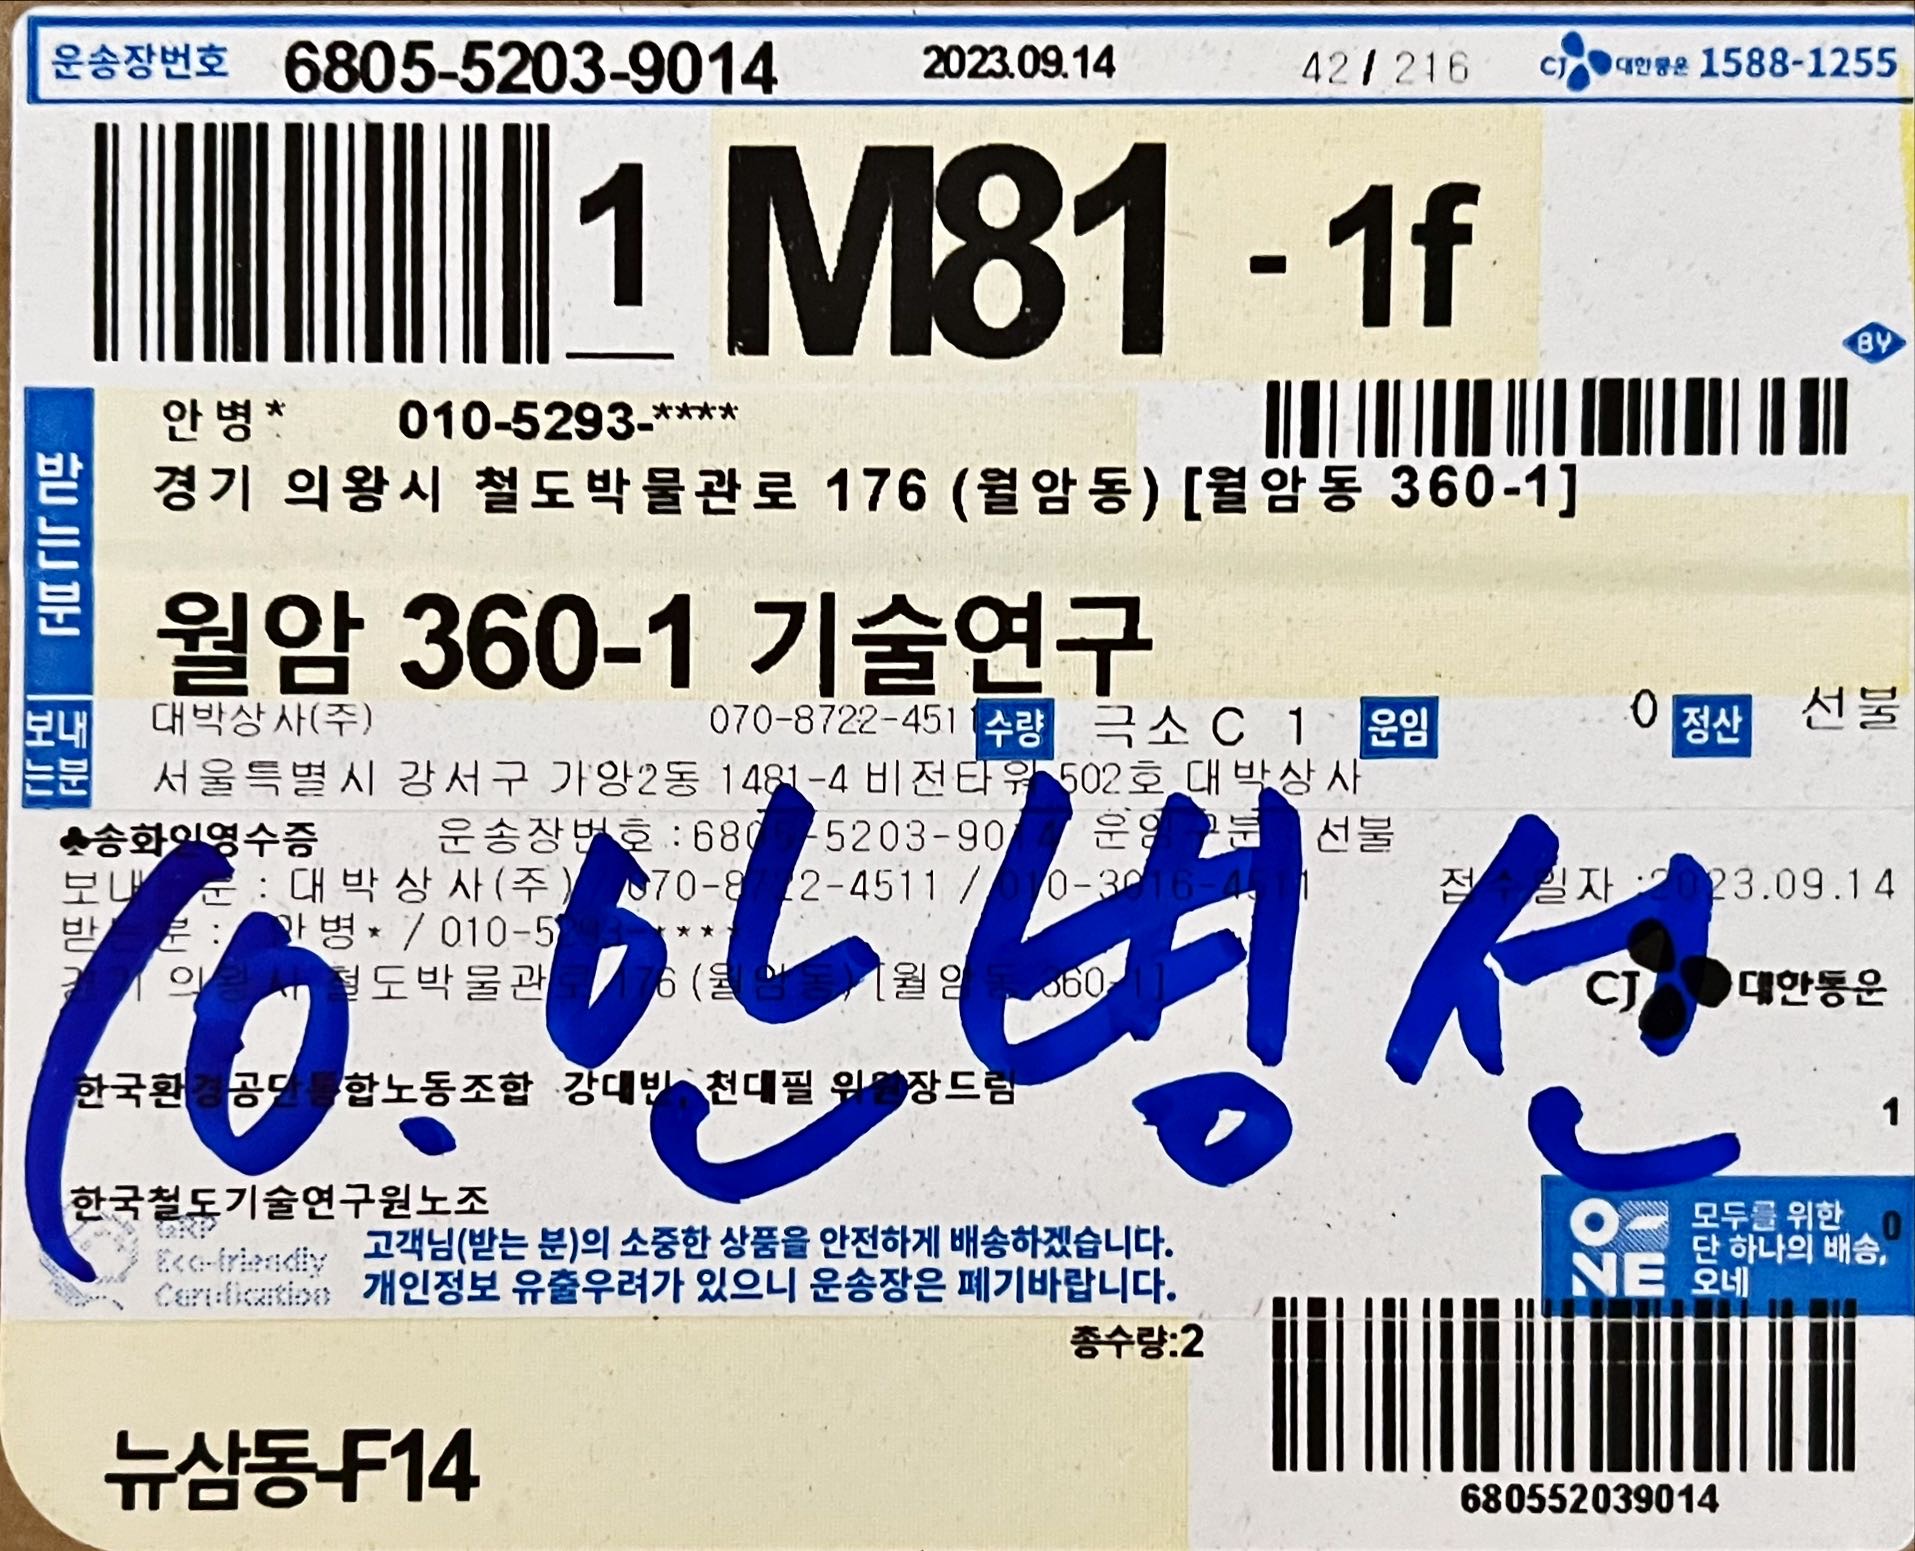 운송장번호 6805-5203-9014 2023.09.14 42 / 216 CJ 대한통운 1588-1255
1 M81 - 1f
BY
받는분 안병* 010-5293-****
경기 의왕시 철도박물관로 176 (월암동) [월암동 360-1]
월암 360-1 기술연구
보내는분 대박상사(주) 070-8722-4511 수량 극소C 1 운임 0 정산 선불
서울특별시 강서구 가양2동 1481-4 비전타워 502호 대박상사
♣송화인영수증 운송장번호:6805-5203-9014 운임구분 선불
보내는분 : 대박상사(주) 070-8722-4511 / 010-3016-4511 접수일자 :2023.09.14
받는분 : 안병* / 010-5293-****
경기 의왕시 철도박물관로 176 (월암동) [월암동 360-1]
10. 안병선
CJ 대한통운
한국환경공단통합노동조합 강대빈, 천대필 위원장드림
1
한국철도기술연구원노조
GRP
Eco-friendly
Certification
고객님(받는 분)의 소중한 상품을 안전하게 배송하겠습니다.
개인정보 유출우려가 있으니 운송장은 폐기바랍니다.
ONE 모두를 위한
단 하나의 배송,
오네
0
총수량:2
뉴삼동-F14
680552039014